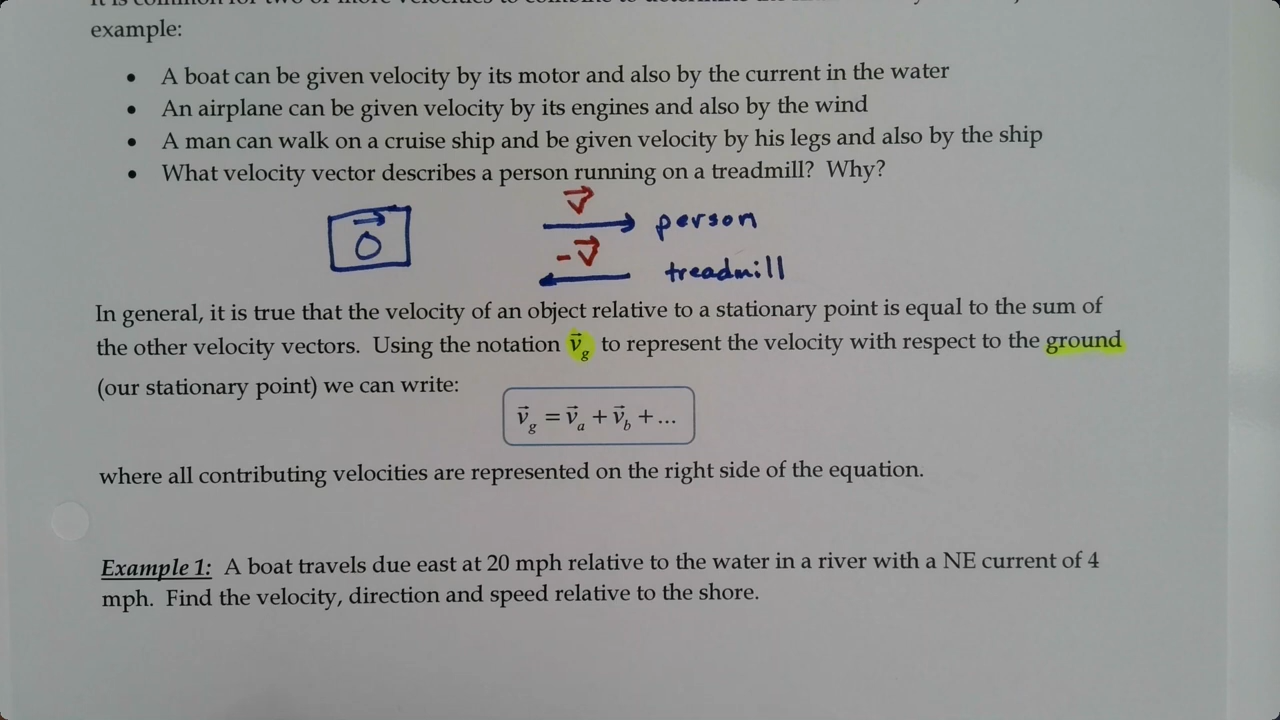 example:
• A boat can be given velocity by its motor and also by the current in the water
• An airplane can be given velocity by its engines and also by the wind
• A man can walk on a cruise ship and be given velocity by his legs and also by the ship
• What velocity vector describes a person running on a treadmill? Why?
0⃗ v⃗ person
-v⃗ treadmill
In general, it is true that the velocity of an object relative to a stationary point is equal to the sum of
the other velocity vectors. Using the notation v⃗_g to represent the velocity with respect to the ground
(our stationary point) we can write:
v⃗_g = v⃗_a + v⃗_b + ...
where all contributing velocities are represented on the right side of the equation.
Example 1: A boat travels due east at 20 mph relative to the water in a river with a NE current of 4
mph. Find the velocity, direction and speed relative to the shore.